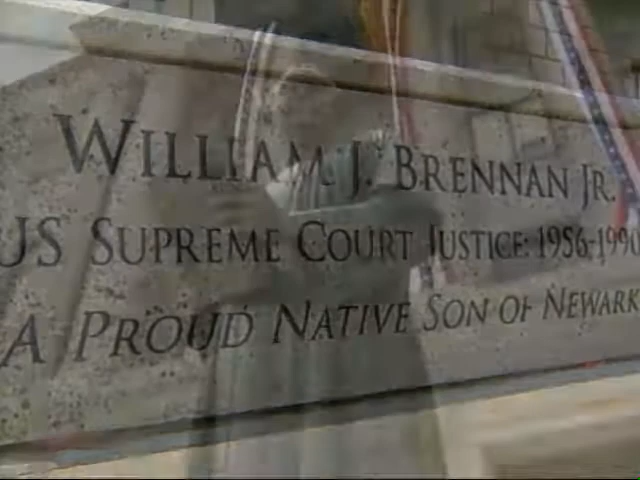 WILLIAM J. BRENNAN JR.
US SUPREME COURT JUSTICE: 1956-1990
A PROUD NATIVE SON OF NEWARK